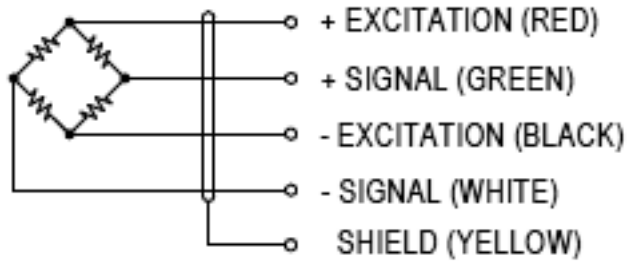 + EXCITATION (RED)
+ SIGNAL (GREEN)
- EXCITATION (BLACK)
- SIGNAL (WHITE)
SHIELD (YELLOW)